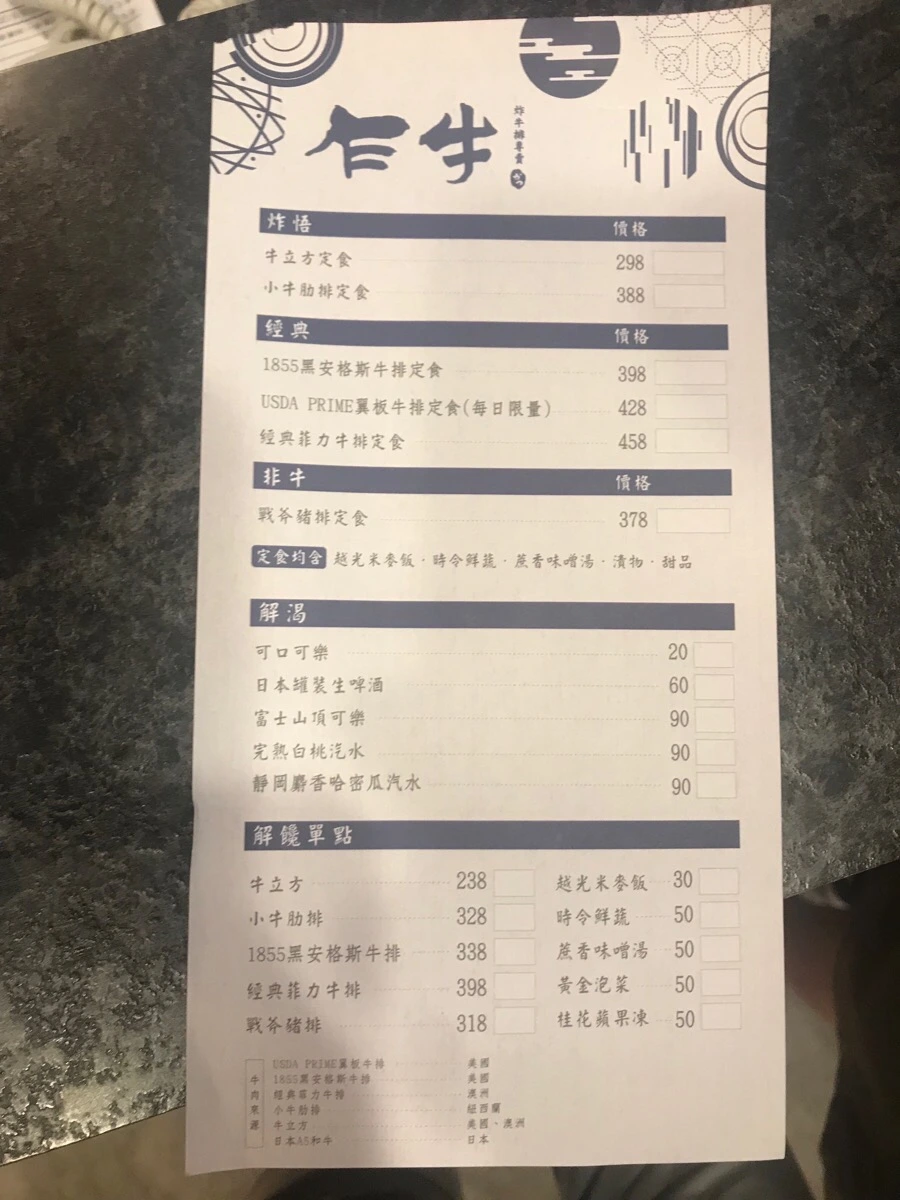 乍牛
炸牛排專賣
かつ
炸悟 價格
牛立方定食 298
小牛肋排定食 388
經典 價格
1855黑安格斯牛排定食 398
USDA PRIME翼板牛排定食(每日限量) 428
經典菲力牛排定食 458
非牛 價格
戰斧豬排定食 378
定食均含 越光米麥飯·時令鮮蔬·蔗香味噌湯·漬物·甜品
解渴
可口可樂 20
日本罐裝生啤酒 60
富士山頂可樂 90
完熟白桃汽水 90
靜岡麝香哈密瓜汽水 90
解饞單點
牛立方 238 越光米麥飯 30
小牛肋排 328 時令鮮蔬 50
1855黑安格斯牛排 338 蔗香味噌湯 50
經典菲力牛排 398 黃金泡菜 50
戰斧豬排 318 桂花蘋果凍 50
牛肉來源
USDA PRIME翼板牛排 美國
1855黑安格斯牛排 美國
經典菲力牛排 澳洲
小牛肋排 紐西蘭
牛立方 美國、澳洲
日本A5和牛 日本